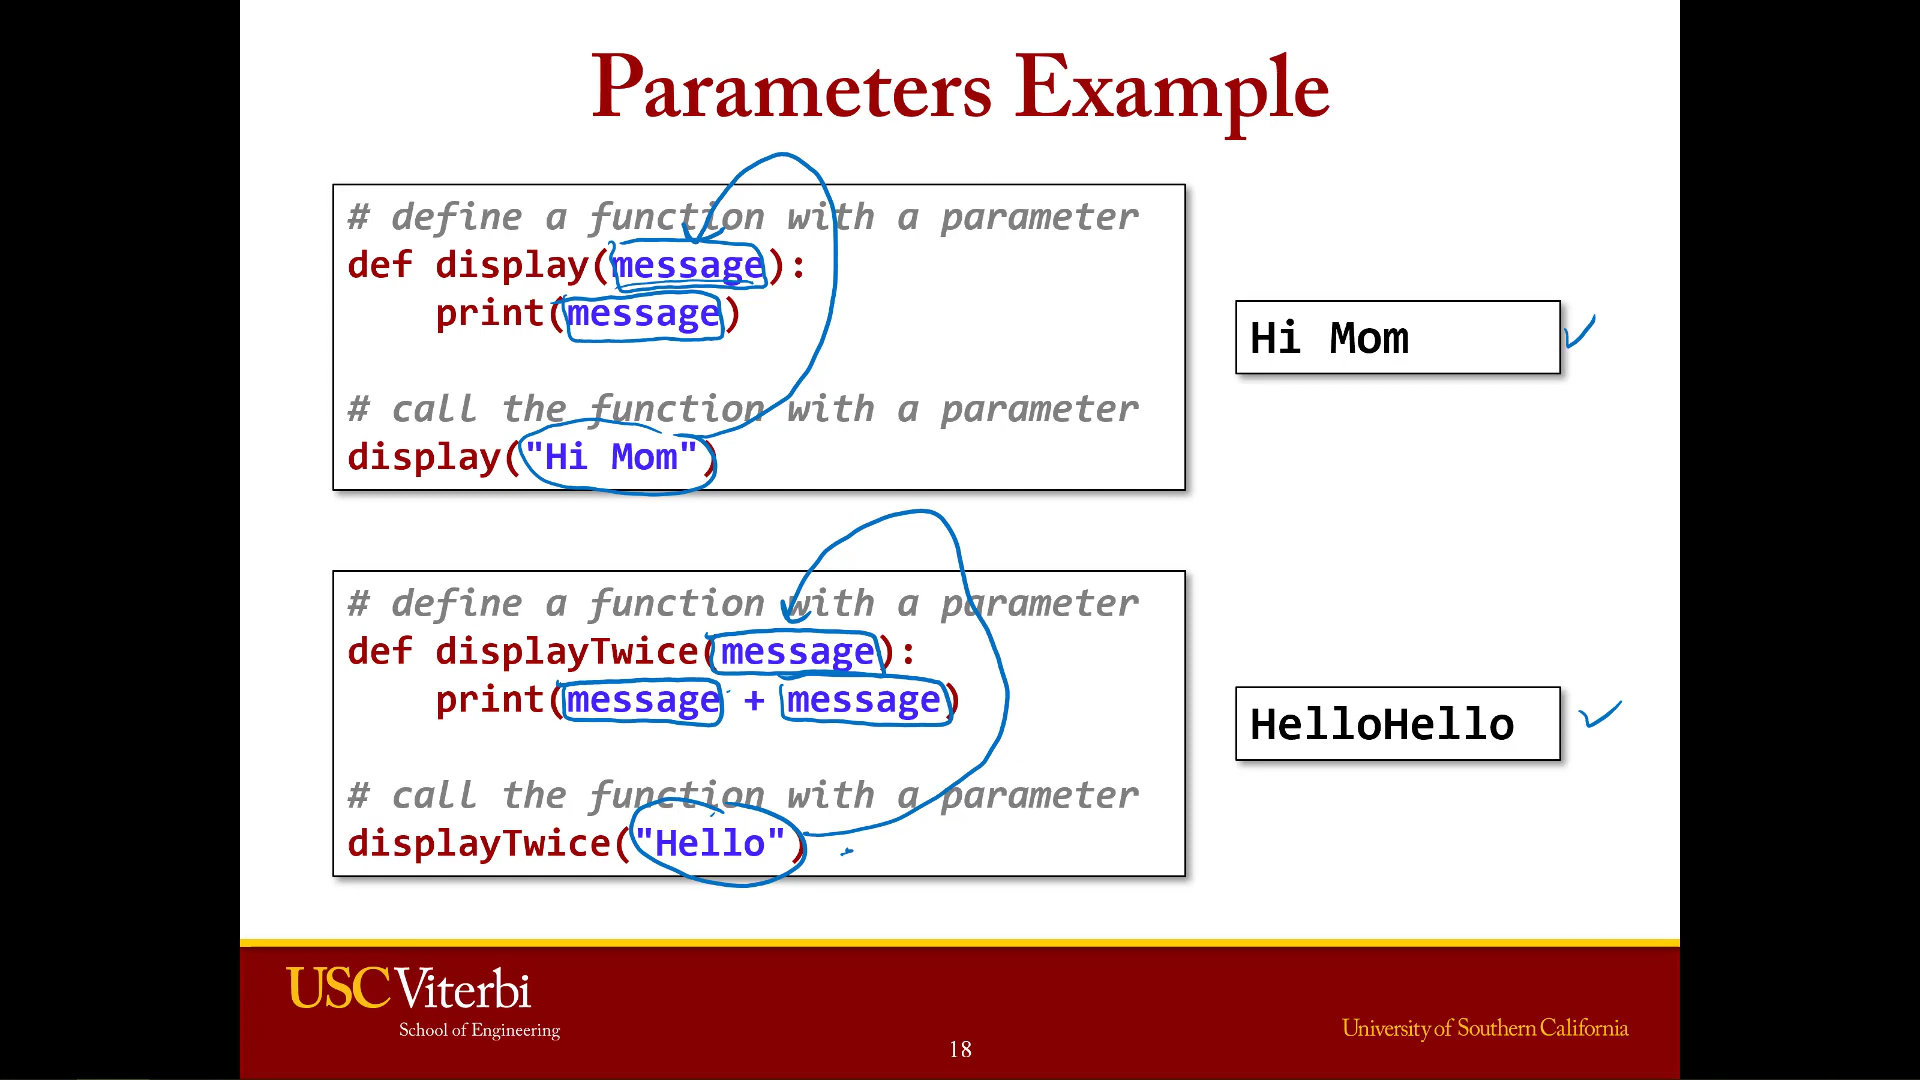 Parameters Example
# define a function with a parameter
def display(message):
    print(message)
# call the function with a parameter
display("Hi Mom")
Hi Mom
# define a function with a parameter
def displayTwice(message):
    print(message + message)
# call the function with a parameter
displayTwice("Hello")
HelloHello
USC Viterbi
School of Engineering
18
University of Southern California